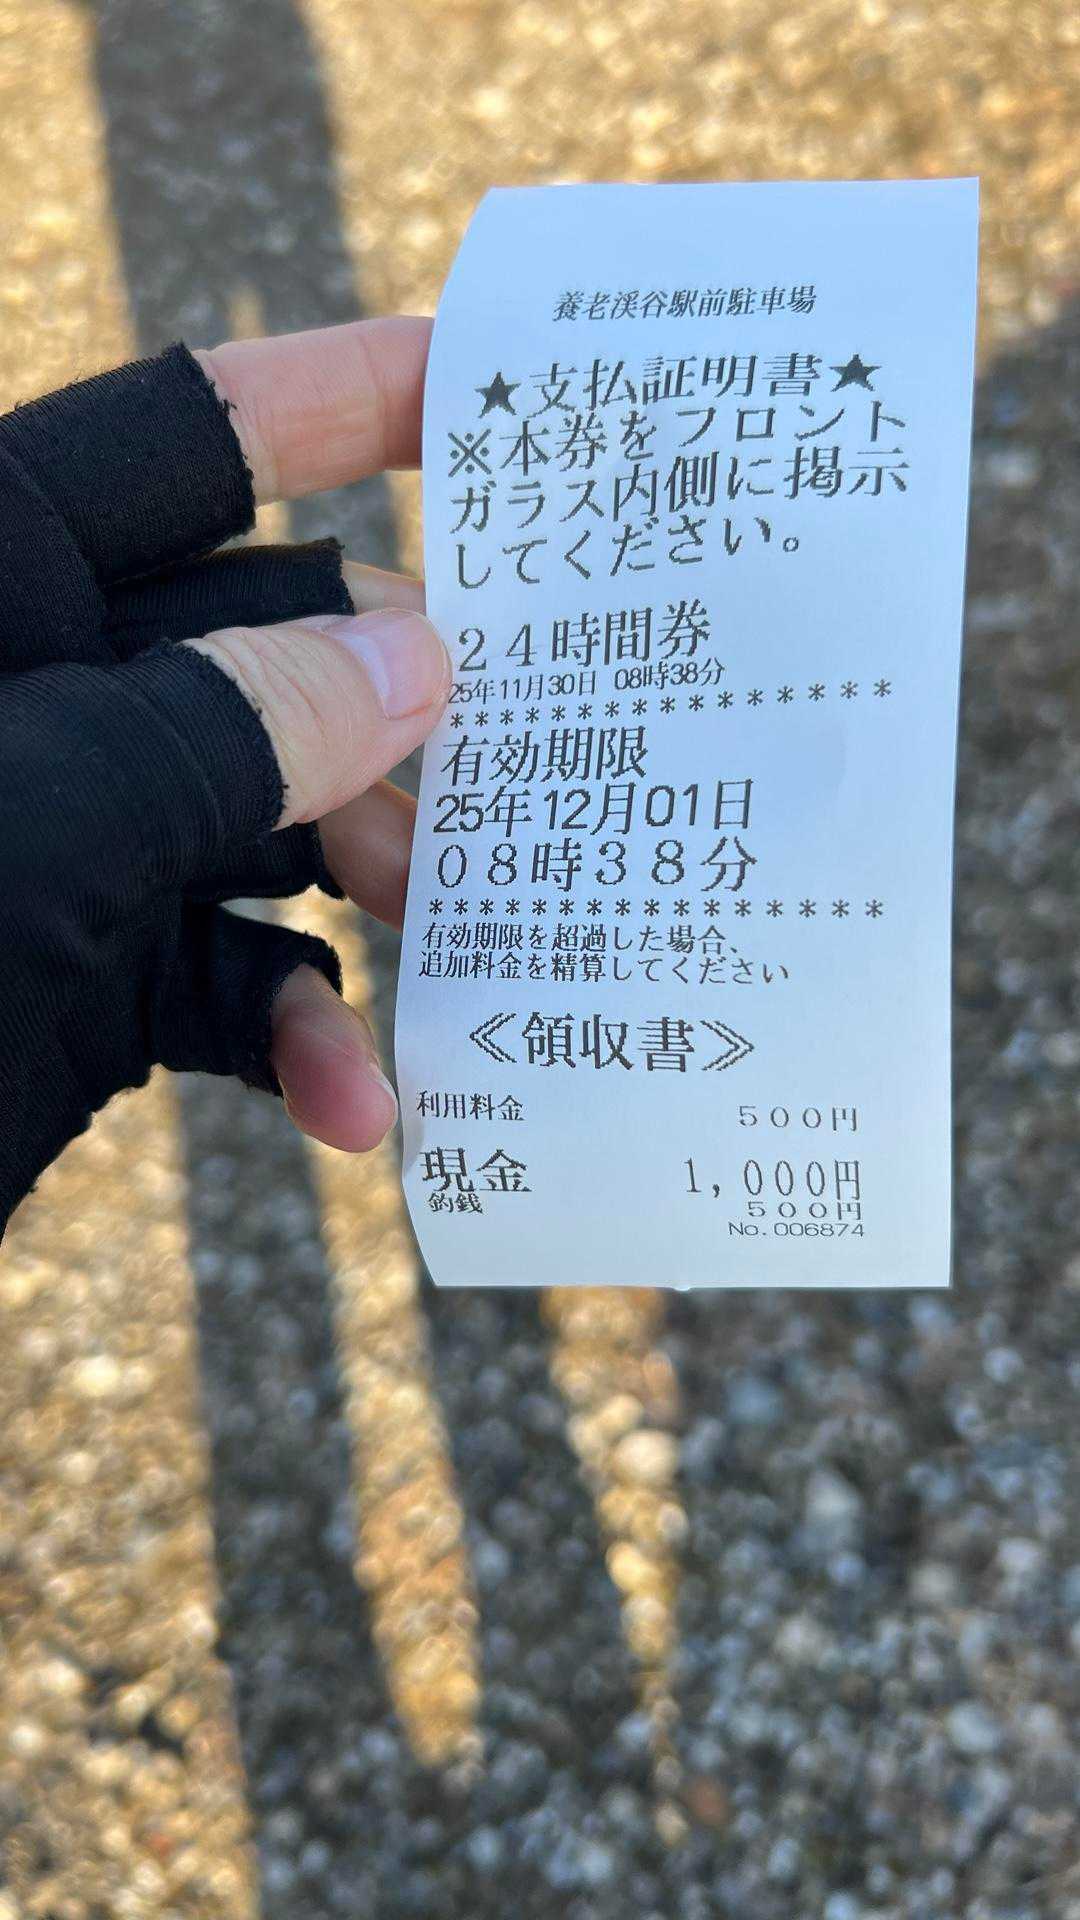 養老渓谷駅前駐車場
★支払証明書★
※本券をフロント
ガラス内側に掲示
してください。
24時間券
25年11月30日 08時38分
*****************
有効期限
25年12月01日
08時38分
*****************
有効期限を超過した場合、
追加料金を精算してください
≪領収書≫
利用料金 500円
現金 1,000円
釣銭 500円
No.006874